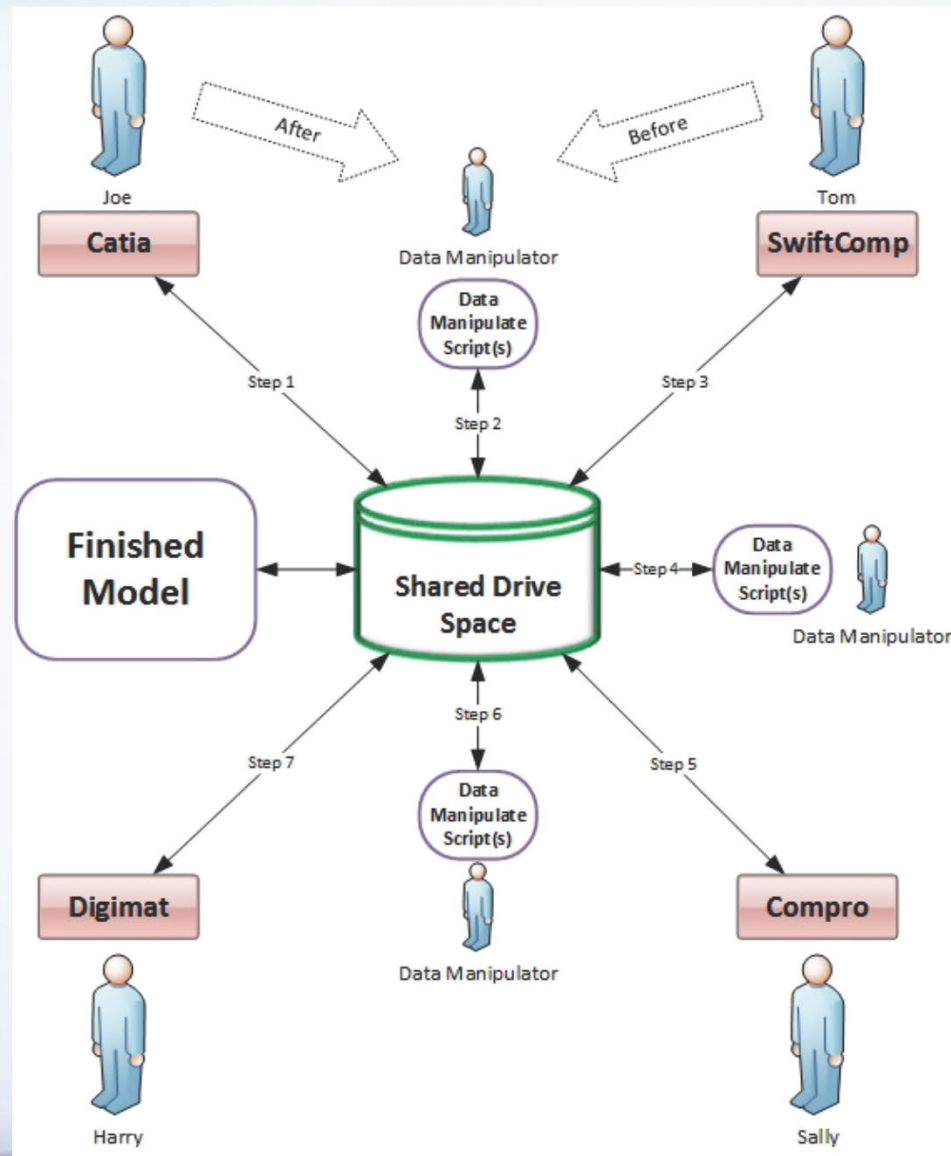 After
Before
Joe
Tom
Catia
Data Manipulator
SwiftComp
Data
Manipulate
Script(s)
Step 1
Step 3
Step 2
Finished
Model
Shared Drive
Space
Step 4
Data
Manipulate
Script(s)
Data Manipulator
Step 6
Step 7
Step 5
Data
Manipulate
Script(s)
Digimat
Compro
Data Manipulator
Harry
Sally